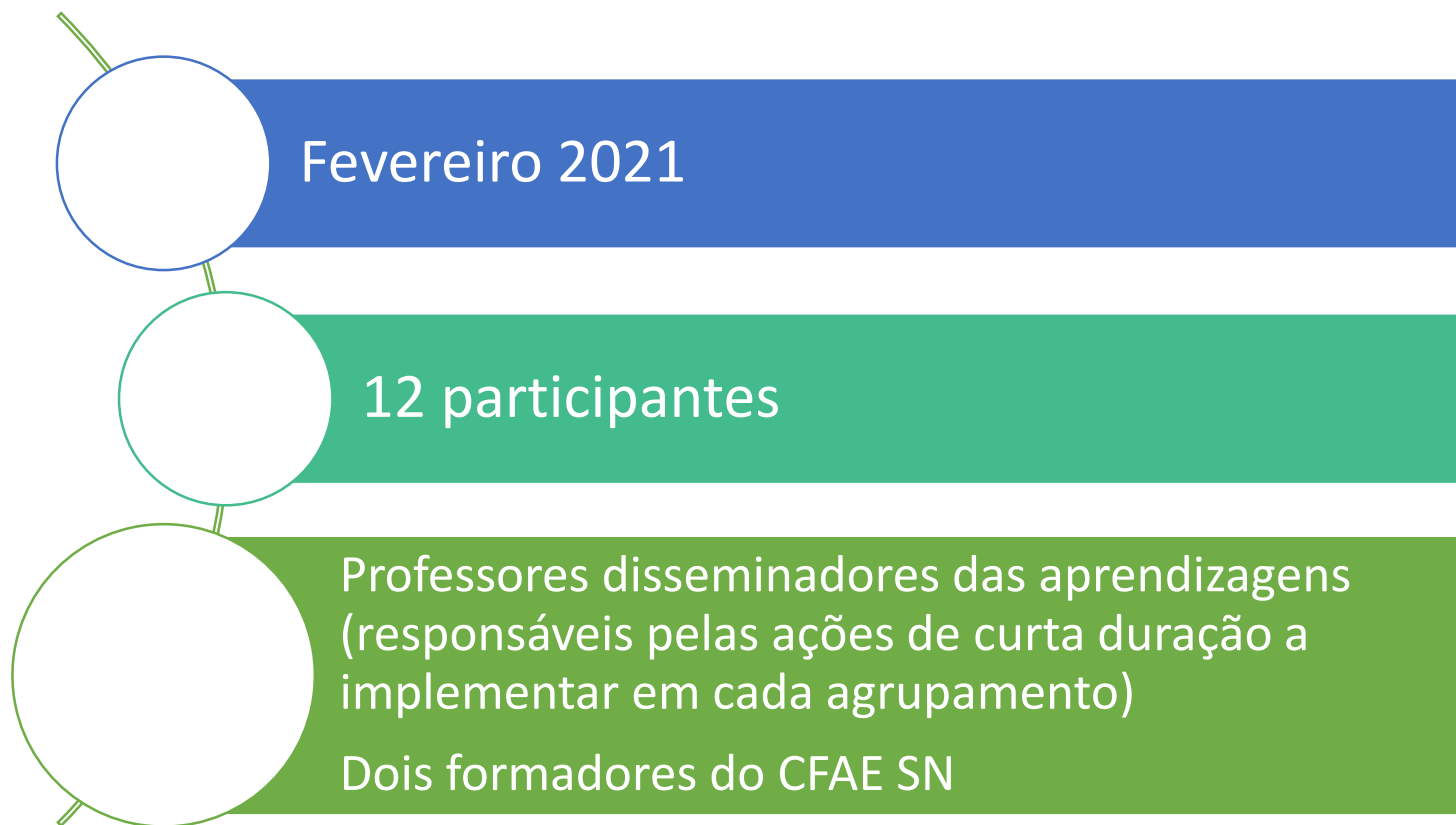 Fevereiro 2021
12 participantes
Professores disseminadores das aprendizagens
(responsáveis pelas ações de curta duração a
implementar em cada agrupamento)
Dois formadores do CFAE SN